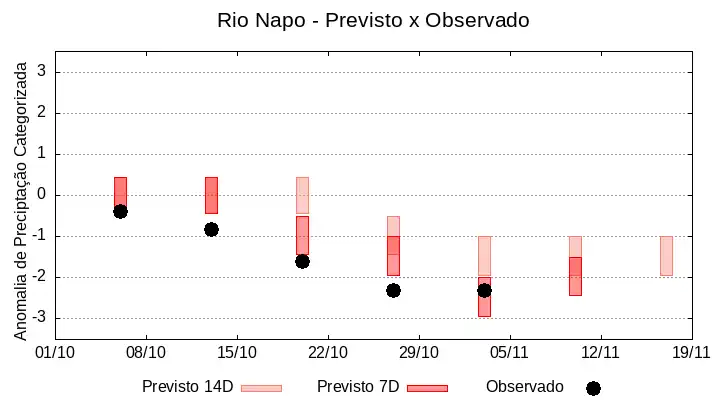 Rio Napo - Previsto x Observado
Anomalia de Preciptação Categorizada
3
2
1
0
-1
-2
-3
01/10 08/10 15/10 22/10 29/10 05/11 12/11 19/11
Previsto 14D Previsto 7D Observado